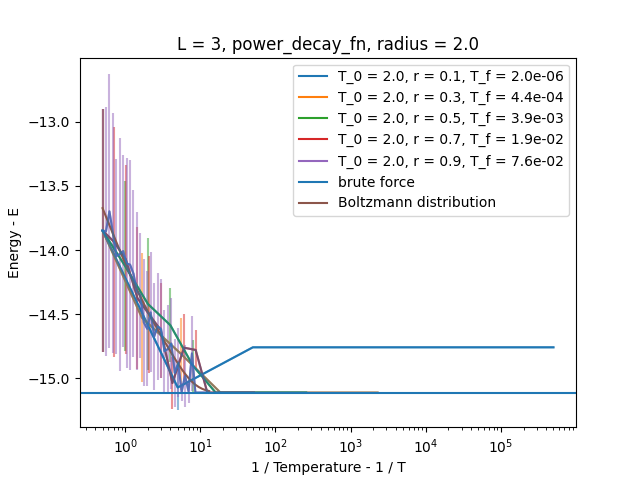 L = 3, power_decay_fn, radius = 2.0
T_0 = 2.0, r = 0.1, T_f = 2.0e-06
T_0 = 2.0, r = 0.3, T_f = 4.4e-04
T_0 = 2.0, r = 0.5, T_f = 3.9e-03
T_0 = 2.0, r = 0.7, T_f = 1.9e-02
T_0 = 2.0, r = 0.9, T_f = 7.6e-02
brute force
Boltzmann distribution
Energy - E
−13.0
−13.5
−14.0
−14.5
−15.0
10⁰ 10¹ 10² 10³ 10⁴ 10⁵
1 / Temperature - 1 / T